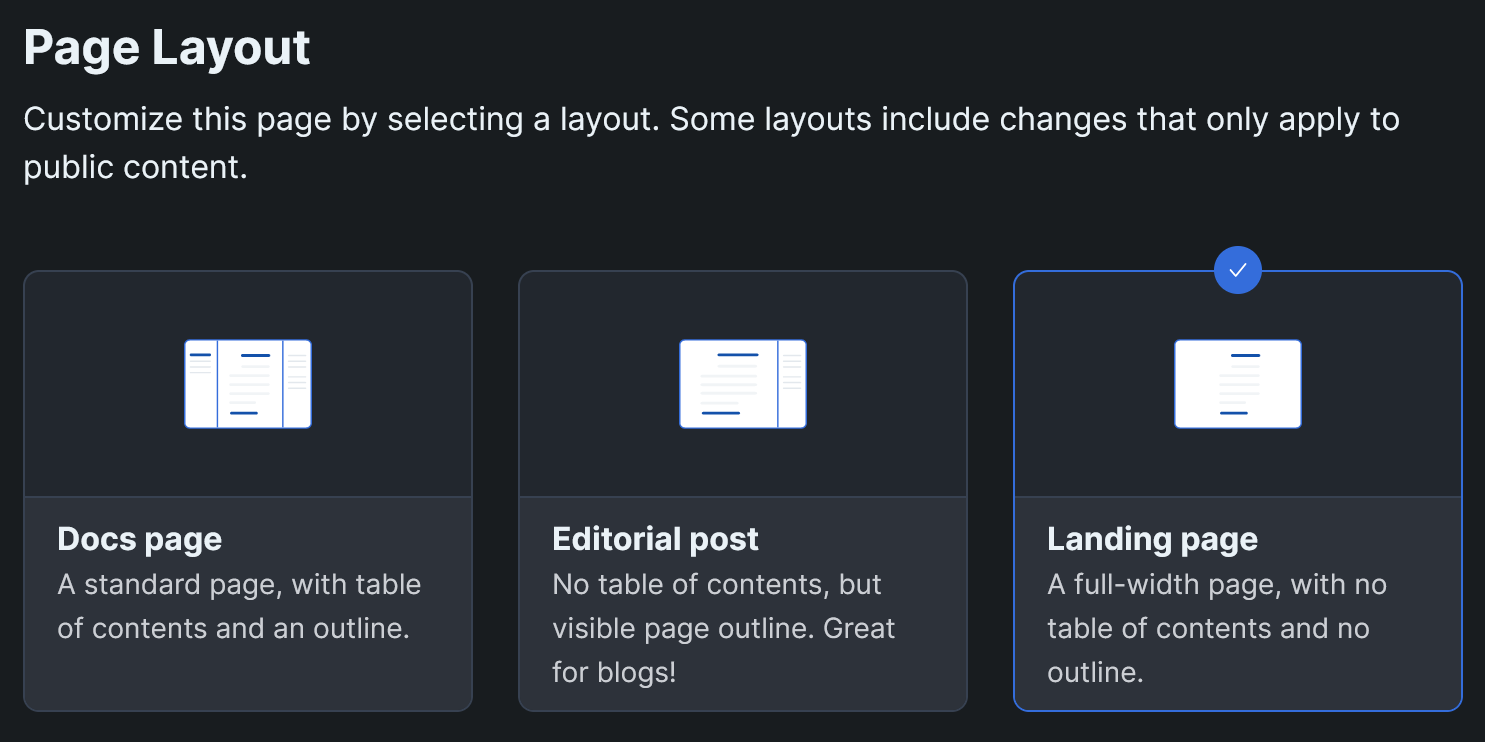 Page Layout
Customize this page by selecting a layout. Some layouts include changes that only apply to
public content.
Docs page
A standard page, with table
of contents and an outline.
Editorial post
No table of contents, but
visible page outline. Great
for blogs!
Landing page
A full-width page, with no
table of contents and no
outline.